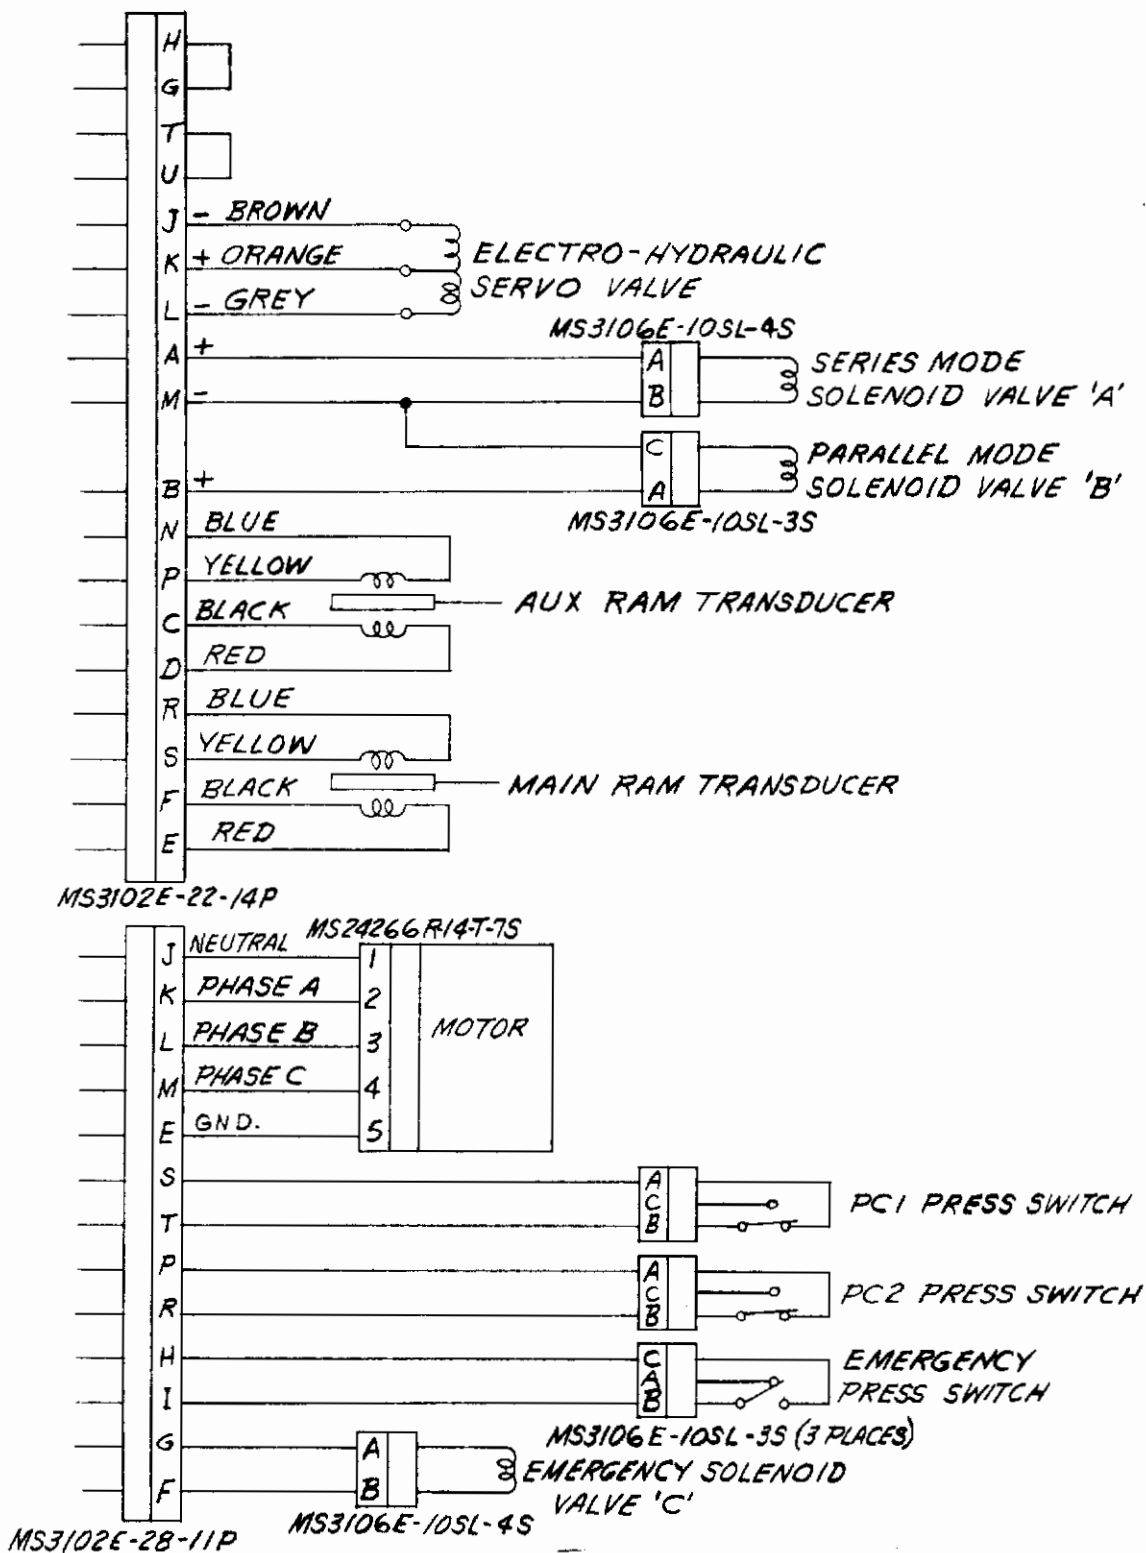 H
G
T
U
J - BROWN
K + ORANGE
L - GREY
ELECTRO-HYDRAULIC
SERVO VALVE
MS3106E-10SL-4S
A +
M -
A
B
SERIES MODE
SOLENOID VALVE 'A'
B +
C
A
PARALLEL MODE
SOLENOID VALVE 'B'
MS3106E-10SL-3S
N BLUE
P YELLOW
C BLACK
D RED
AUX RAM TRANSDUCER
R BLUE
S YELLOW
F BLACK
E RED
MAIN RAM TRANSDUCER
MS3102E-22-14P
MS24266R14-T-7S
J NEUTRAL 1
K PHASE A 2
L PHASE B 3
M PHASE C 4
E GND. 5
MOTOR
S
T
A
C
B
PC1 PRESS SWITCH
P
R
A
C
B
PC2 PRESS SWITCH
H
I
C
A
B
EMERGENCY
PRESS SWITCH
MS3106E-10SL-3S (3 PLACES)
G
F
A
B
EMERGENCY SOLENOID
VALVE 'C'
MS3106E-10SL-4S
MS3102E-28-11P